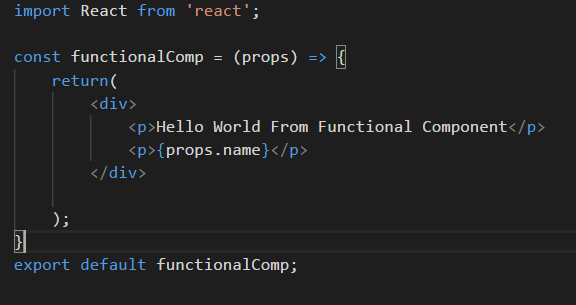 import React from 'react';
const functionalComp = (props) => {
return(
<div>
<p>Hello World From Functional Component</p>
<p>{props.name}</p>
</div>
);
}
export default functionalComp;